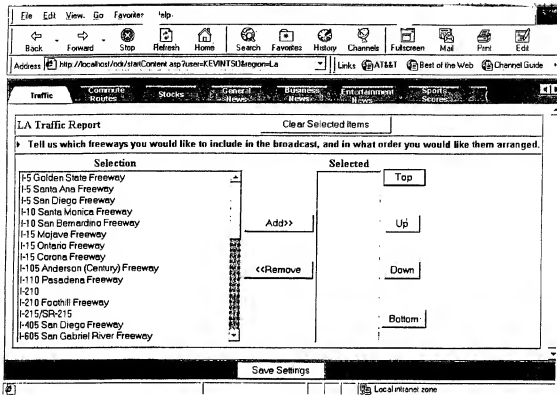 File Edit View. Go Favorites Help.
Back Forward Stop Refresh Home Search Favorites History Channels Fullscreen Mail Print Edit
Address http://localhost/odr/startContent.asp?user=KEVINTSO&region=La Links AT&T Best of the Web Channel Guide
Traffic Commute Routes Stocks General News Business News Entertainment News Sports Scores
LA Traffic Report Clear Selected Items
Tell us which freeways you would like to include in the broadcast, and in what order you would like them arranged.
Selection Selected
I-5 Golden State Freeway
I-5 Santa Ana Freeway
I-5 San Diego Freeway
I-10 Santa Monica Freeway
I-10 San Bernardino Freeway
I-15 Mojave Freeway
I-15 Ontario Freeway
I-15 Corona Freeway
I-105 Anderson (Century) Freeway
I-110 Pasadena Freeway
I-210
I-210 Foothill Freeway
I-215/SR-215
I-405 San Diego Freeway
I-605 San Gabriel River Freeway
Add>>
<<Remove
Top
Up
Down
Bottom
Save Settings
Local intranet zone